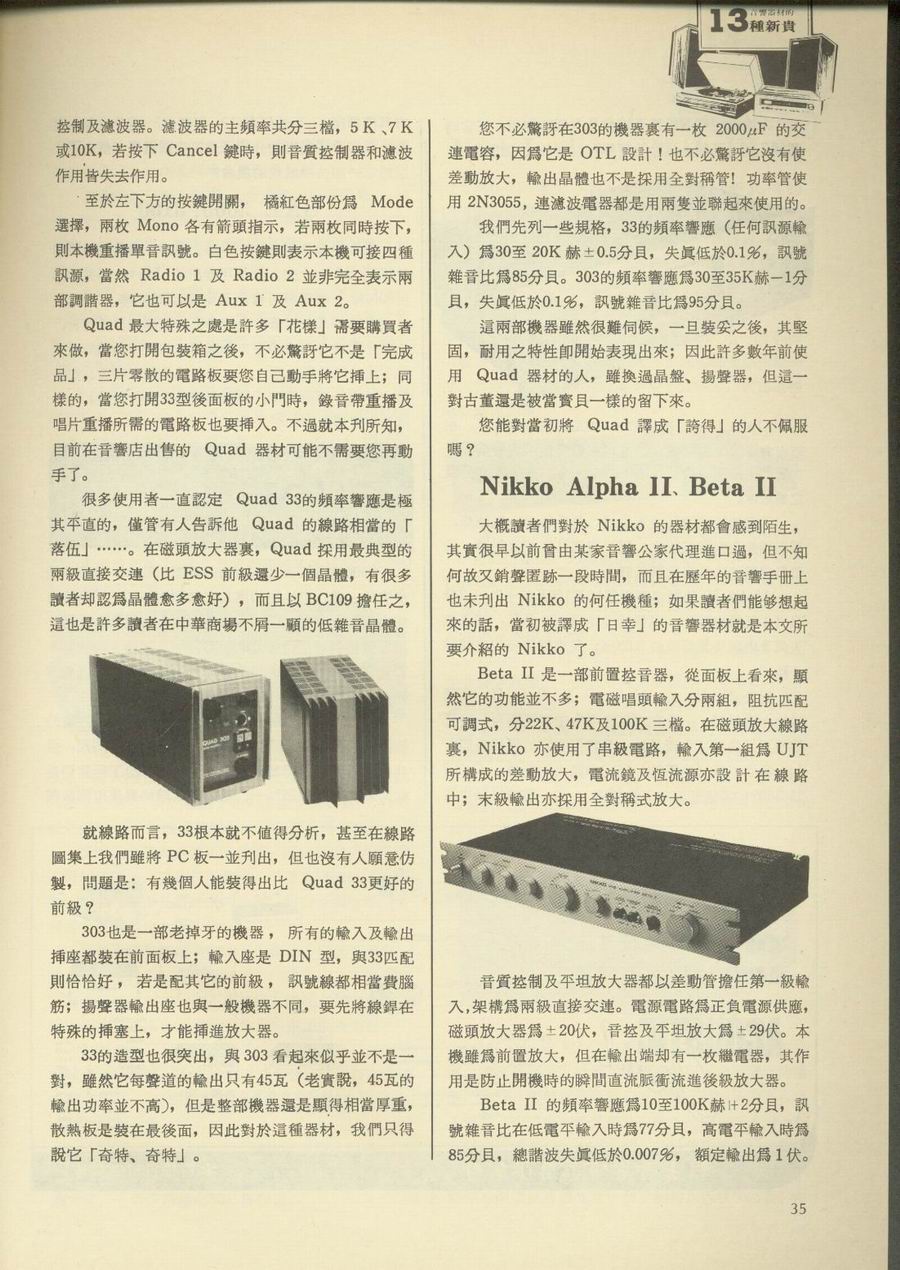 13 音響器材的
種新貴
控制及濾波器。濾波器的主頻率共分三檔，5 K 、7 K
或10K，若按下 Cancel 鍵時，則音質控制器和濾波
作用皆失去作用。
至於左下方的按鍵開關， 橘紅色部份爲 Mode
選擇，兩枚 Mono 各有箭頭指示，若兩枚同時按下，
則本機重播單音訊號。白色按鍵則表示本機可接四種
訊源，當然 Radio 1 及 Radio 2 並非完全表示兩
部調諧器，它也可以是 Aux 1 及 Aux 2。
Quad 最大特殊之處是許多「花樣」需要購買者
來做，當您打開包裝箱之後，不必驚訝它不是「完成
品」，三片零散的電路板要您自己動手將它揷上；同
樣的，當您打開33型後面板的小門時，錄音帶重播及
唱片重播所需的電路板也要揷入。不過就本刋所知，
目前在音響店出售的 Quad 器材可能不需要您再動
手了。
很多使用者一直認定 Quad 33的頻率響應是極
其平直的，僅管有人告訴他 Quad 的線路相當的「
落伍」……。在磁頭放大器裏，Quad 採用最典型的
兩級直接交連（比 ESS 前級還少一個晶體，有很多
讀者却認爲晶體愈多愈好），而且以 BC109 擔任之，
這也是許多讀者在中華商場不屑一顧的低雜音晶體。
QUAD 303
就線路而言，33根本就不値得分析，甚至在線路
圖集上我們雖將 PC 板一並刋出，但也沒有人願意仿
製，問題是：有幾個人能裝得出比 Quad 33更好的
前級？
303也是一部老掉牙的機器， 所有的輸入及輸出
揷座都裝在前面板上；輸入座是 DIN 型，與33匹配
則恰恰好， 若是配其它的前級， 訊號線都相當費腦
筋；揚聲器輸出座也與一般機器不同，要先將線銲在
特殊的揷塞上，才能揷進放大器。
33的造型也很突出，與 303 看起來似乎並不是一
對，雖然它每聲道的輸出只有45瓦（老實說，45瓦的
輸出功率並不高），但是整部機器還是顯得相當厚重，
散熱板是裝在最後面，因此對於這種器材，我們只得
說它「奇特、奇特」。
您不必驚訝在303的機器裏有一枚 2000μF 的交
連電容，因爲它是 OTL 設計！也不必驚訝它沒有使
差動放大，輸出晶體也不是採用全對稱管！功率管使
用 2N3055，連濾波電器都是用兩隻並聯起來使用的。
我們先列一些規格，33的頻率響應（任何訊源輸
入）爲30至 20K 赫±0.5分貝，失眞低於0.1%，訊號
雜音比爲85分貝。303的頻率響應爲30至35K赫－1分
貝，失眞低於0.1%，訊號雜音比爲95分貝。
這兩部機器雖然很難伺候，一旦裝妥之後，其堅
固，耐用之特性卽開始表現出來；因此許多數年前使
用 Quad 器材的人，雖換過晶盤、揚聲器，但這一
對古董還是被當寶貝一樣的留下來。
您能對當初將 Quad 譯成「誇得」的人不佩服
嗎？
Nikko Alpha II、Beta II
大概讀者們對於 Nikko 的器材都會感到陌生，
其實很早以前曾由某家音響公家代理進口過，但不知
何故又銷聲匿跡一段時間，而且在歷年的音響手册上
也未刋出 Nikko 的何任機種；如果讀者們能够想起
來的話，當初被譯成「日幸」的音響器材就是本文所
要介紹的 Nikko 了。
Beta II 是一部前置控音器，從面板上看來，顯
然它的功能並不多；電磁唱頭輸入分兩組，阻抗匹配
可調式，分22K、47K及100K 三檔。在磁頭放大線路
裏，Nikko 亦使用了串級電路，輸入第一組爲 UJT
所構成的差動放大，電流鏡及恆流源亦設 計 在 線 路
中；末級輸出亦採用全對稱式放大。
NIKKO
音質控制及平坦放大器都以差動管擔任第一級輸
入,架構爲兩級直接交連。電源電路爲正負電源供應，
磁頭放大器爲±20伏，音控及平坦放大爲±29伏。本
機雖爲前置放大，但在輸出端却有一枚繼電器，其作
用是防止開機時的瞬間直流脈衝流進後級放大器。
Beta II 的頻率響應爲10至100K赫+2分貝，訊
號雜音比在低電平輸入時爲77分貝，高電平輸入時爲
85分貝，總諧波失眞低於0.007%， 額定輸出爲 1 伏。
35